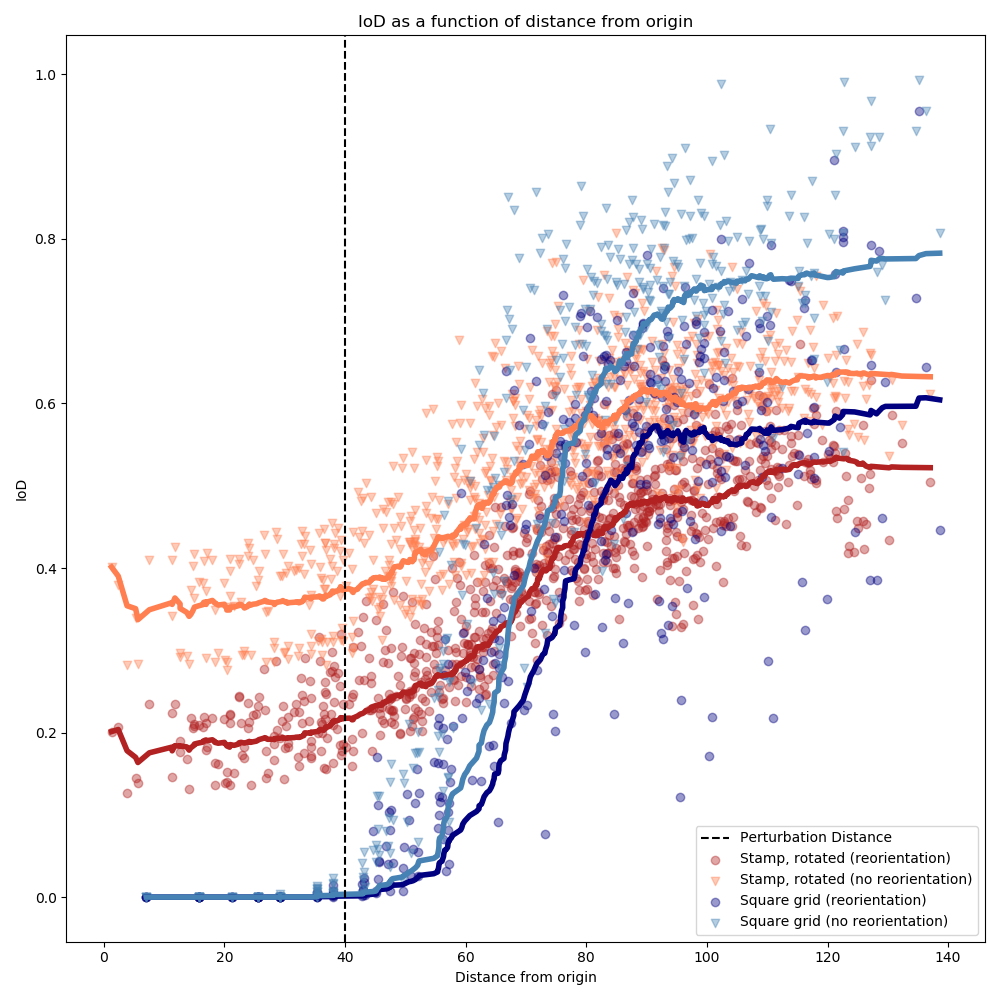 IoD as a function of distance from origin
1.0
0.8
0.6
0.4
0.2
0.0
IoD
0 20 40 60 80 100 120 140
Distance from origin
Perturbation Distance
Stamp, rotated (reorientation)
Stamp, rotated (no reorientation)
Square grid (reorientation)
Square grid (no reorientation)